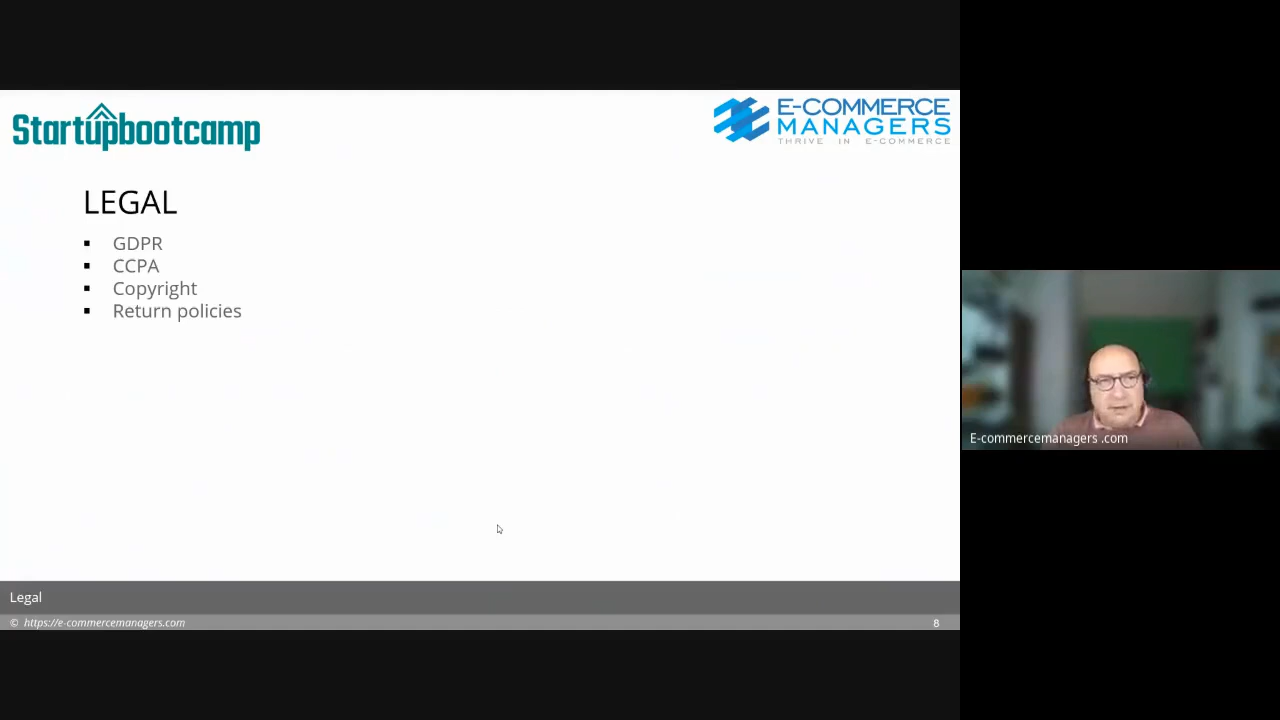 Startupbootcamp
E-COMMERCE
MANAGERS
THRIVE IN E-COMMERCE
LEGAL
▪ GDPR
▪ CCPA
▪ Copyright
▪ Return policies
E-commercemanagers .com
Legal
© https://e-commercemanagers.com
8